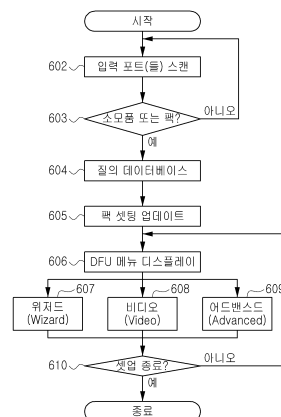 시작
602 입력 포트(들) 스캔
603 소모품 또는 팩? 아니오
예
604 질의 데이터베이스
605 팩 셋팅 업데이트
606 DFU 메뉴 디스플레이
607 608 609
위저드 비디오 어드밴스드
(Wizard) (Video) (Advanced)
610 셋업 종료? 아니오
예
종료